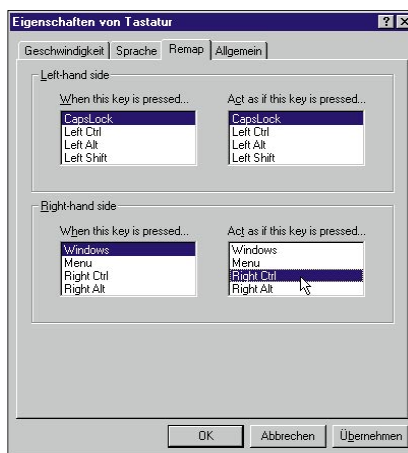 Eigenschaften von Tastatur
Geschwindigkeit Sprache Remap Allgemein
Left-hand side
When this key is pressed... Act as if this key is pressed...
CapsLock CapsLock
Left Ctrl Left Ctrl
Left Alt Left Alt
Left Shift Left Shift
Right-hand side
When this key is pressed... Act as if this key is pressed...
Windows Windows
Menu Menu
Right Ctrl Right Ctrl
Right Alt Right Alt
OK Abbrechen Übernehmen